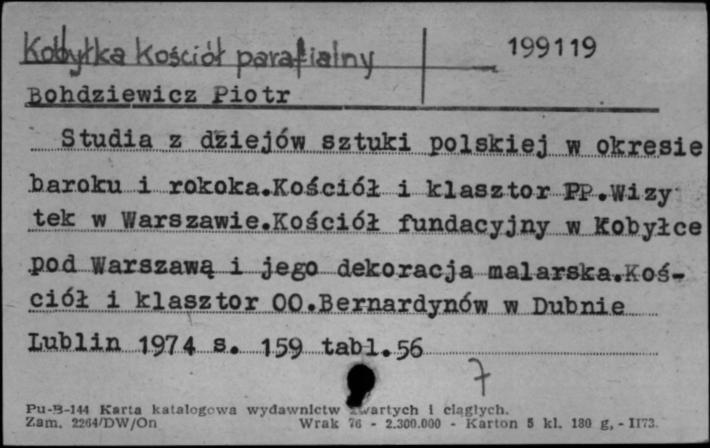 Kobyłka kościół parafialny 199119
Bohdziewicz Piotr
Studia z dziejów sztuki polskiej w okresie
baroku i rokoka.Kościół i klasztor PP.Wizy
tek w Warszawie.Kościół fundacyjny w Kobyłce
pod Warszawą i jego dekoracja malarska.Koś-
ciół i klasztor OO.Bernardynów w Dubnie
Lublin 1974 s. 159 tabl.56
7
Pu-B-144 Karta katalogowa wydawnictw zwartych i ciągłych.
Zam. 2264/DW/On Wrak 76 - 2.300.000 - Karton 5 kl. 180 g, - II73.